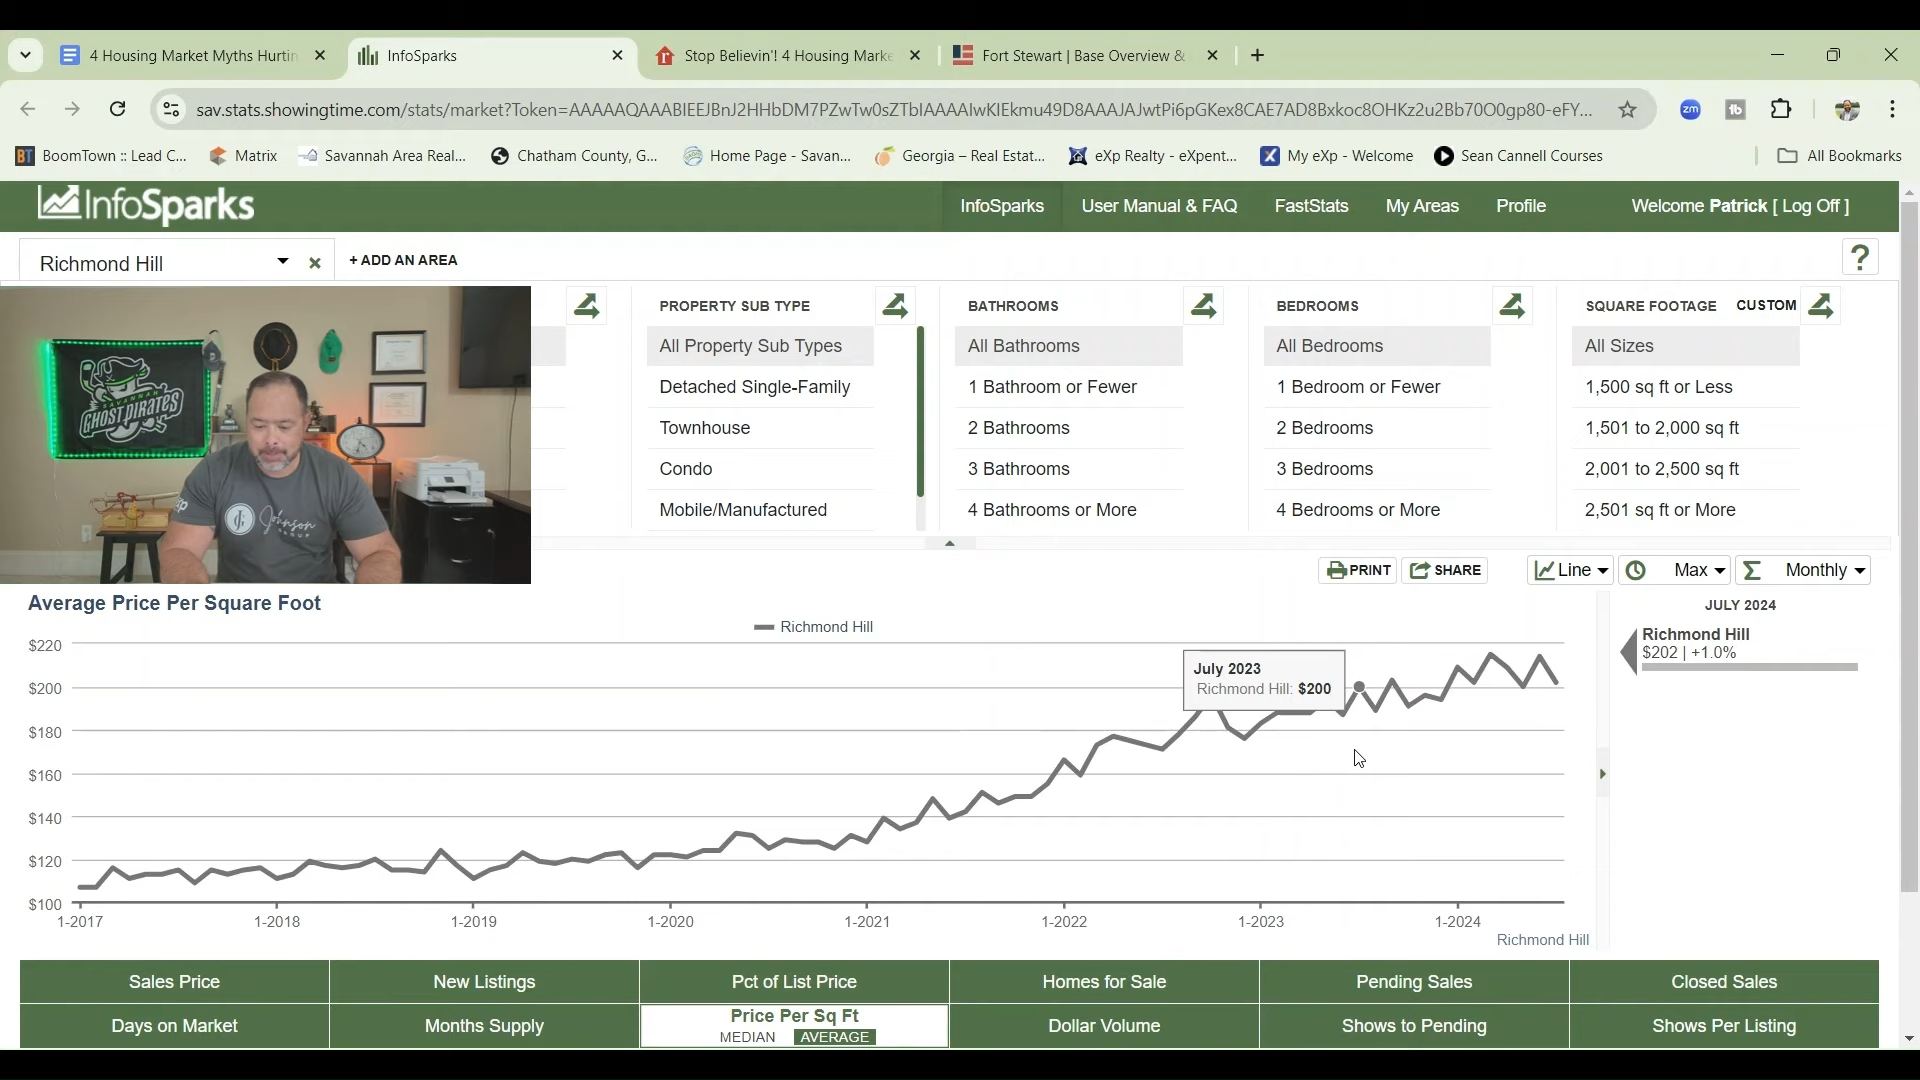 4 Housing Market Myths Hurtin
InfoSparks
Stop Believin'! 4 Housing Marke
Fort Stewart | Base Overview &
sav.stats.showingtime.com/stats/market?Token=AAAAAQAAABIEEJBnJ2HHbDM7PZwTw0sZTbIAAAAIwKIEkmu49D8AAAJAJwtPi6pGKex8CAE7AD8Bxkoc8OHKz2u2Bb70O0gp80-eFY...
zm
tb
BoomTown :: Lead C...
Matrix
Savannah Area Real...
Chatham County, G...
Home Page - Savan...
Georgia – Real Estat...
eXp Realty - eXpent...
My eXp - Welcome
Sean Cannell Courses
All Bookmarks
InfoSparks
InfoSparks
User Manual & FAQ
FastStats
My Areas
Profile
Welcome Patrick [ Log Off ]
Richmond Hill
+ ADD AN AREA
?
PROPERTY SUB TYPE
All Property Sub Types
Detached Single-Family
Townhouse
Condo
Mobile/Manufactured
BATHROOMS
All Bathrooms
1 Bathroom or Fewer
2 Bathrooms
3 Bathrooms
4 Bathrooms or More
BEDROOMS
All Bedrooms
1 Bedroom or Fewer
2 Bedrooms
3 Bedrooms
4 Bedrooms or More
SQUARE FOOTAGE CUSTOM
All Sizes
1,500 sq ft or Less
1,501 to 2,000 sq ft
2,001 to 2,500 sq ft
2,501 sq ft or More
SAVANNAH
GHOST PIRATES
Johnson
GROUP
PRINT
SHARE
Line
Max
Monthly
Average Price Per Square Foot
Richmond Hill
JULY 2024
Richmond Hill
$202 | +1.0%
July 2023
Richmond Hill: $200
$220
$200
$180
$160
$140
$120
$100
1-2017
1-2018
1-2019
1-2020
1-2021
1-2022
1-2023
1-2024
Richmond Hill
Sales Price
New Listings
Pct of List Price
Homes for Sale
Pending Sales
Closed Sales
Days on Market
Months Supply
Price Per Sq Ft
MEDIAN AVERAGE
Dollar Volume
Shows to Pending
Shows Per Listing